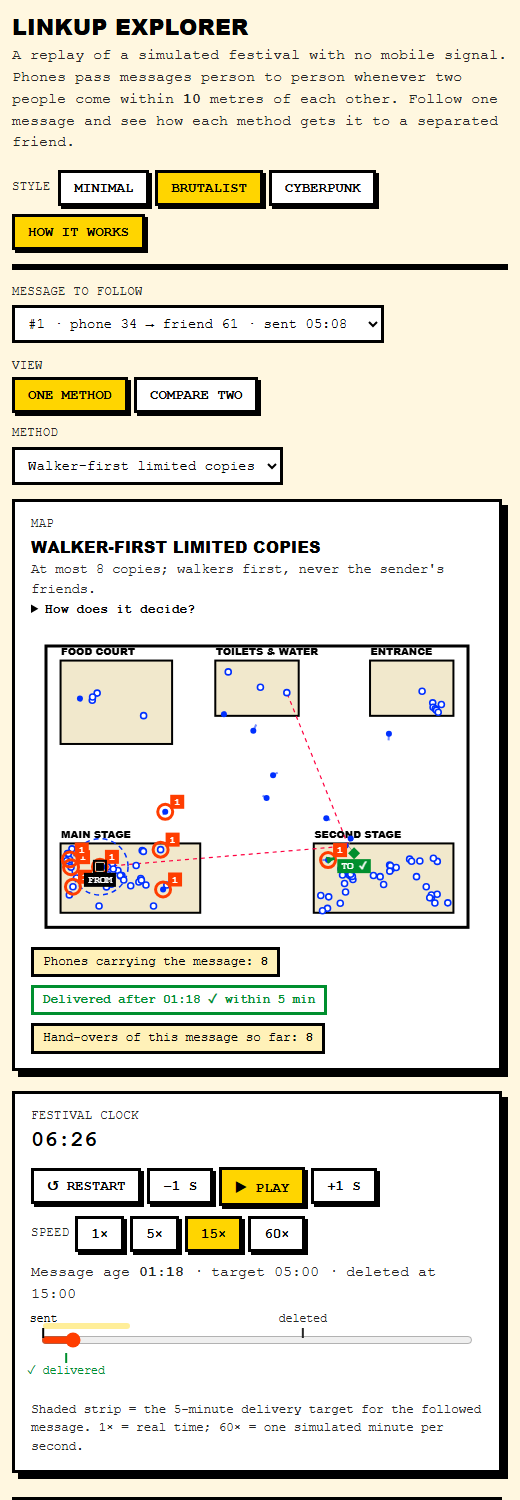 LINKUP EXPLORER
A replay of a simulated festival with no mobile signal.
Phones pass messages person to person whenever two
people come within 10 metres of each other. Follow one
message and see how each method gets it to a separated
friend.
STYLE MINIMAL BRUTALIST CYBERPUNK
HOW IT WORKS
MESSAGE TO FOLLOW
#1 · phone 34 → friend 61 · sent 05:08
VIEW
ONE METHOD COMPARE TWO
METHOD
Walker-first limited copies
MAP
WALKER-FIRST LIMITED COPIES
At most 8 copies; walkers first, never the sender's
friends.
▶ How does it decide?
FOOD COURT TOILETS & WATER ENTRANCE
1
1
MAIN STAGE SECOND STAGE
1 1 1
1
FROM TO ✓
1
Phones carrying the message: 8
Delivered after 01:18 ✓ within 5 min
Hand-overs of this message so far: 8
FESTIVAL CLOCK
06:26
↺ RESTART −1 S ▶ PLAY +1 S
SPEED 1× 5× 15× 60×
Message age 01:18 · target 05:00 · deleted at
15:00
sent deleted
✓ delivered
Shaded strip = the 5-minute delivery target for the followed
message. 1× = real time; 60× = one simulated minute per
second.